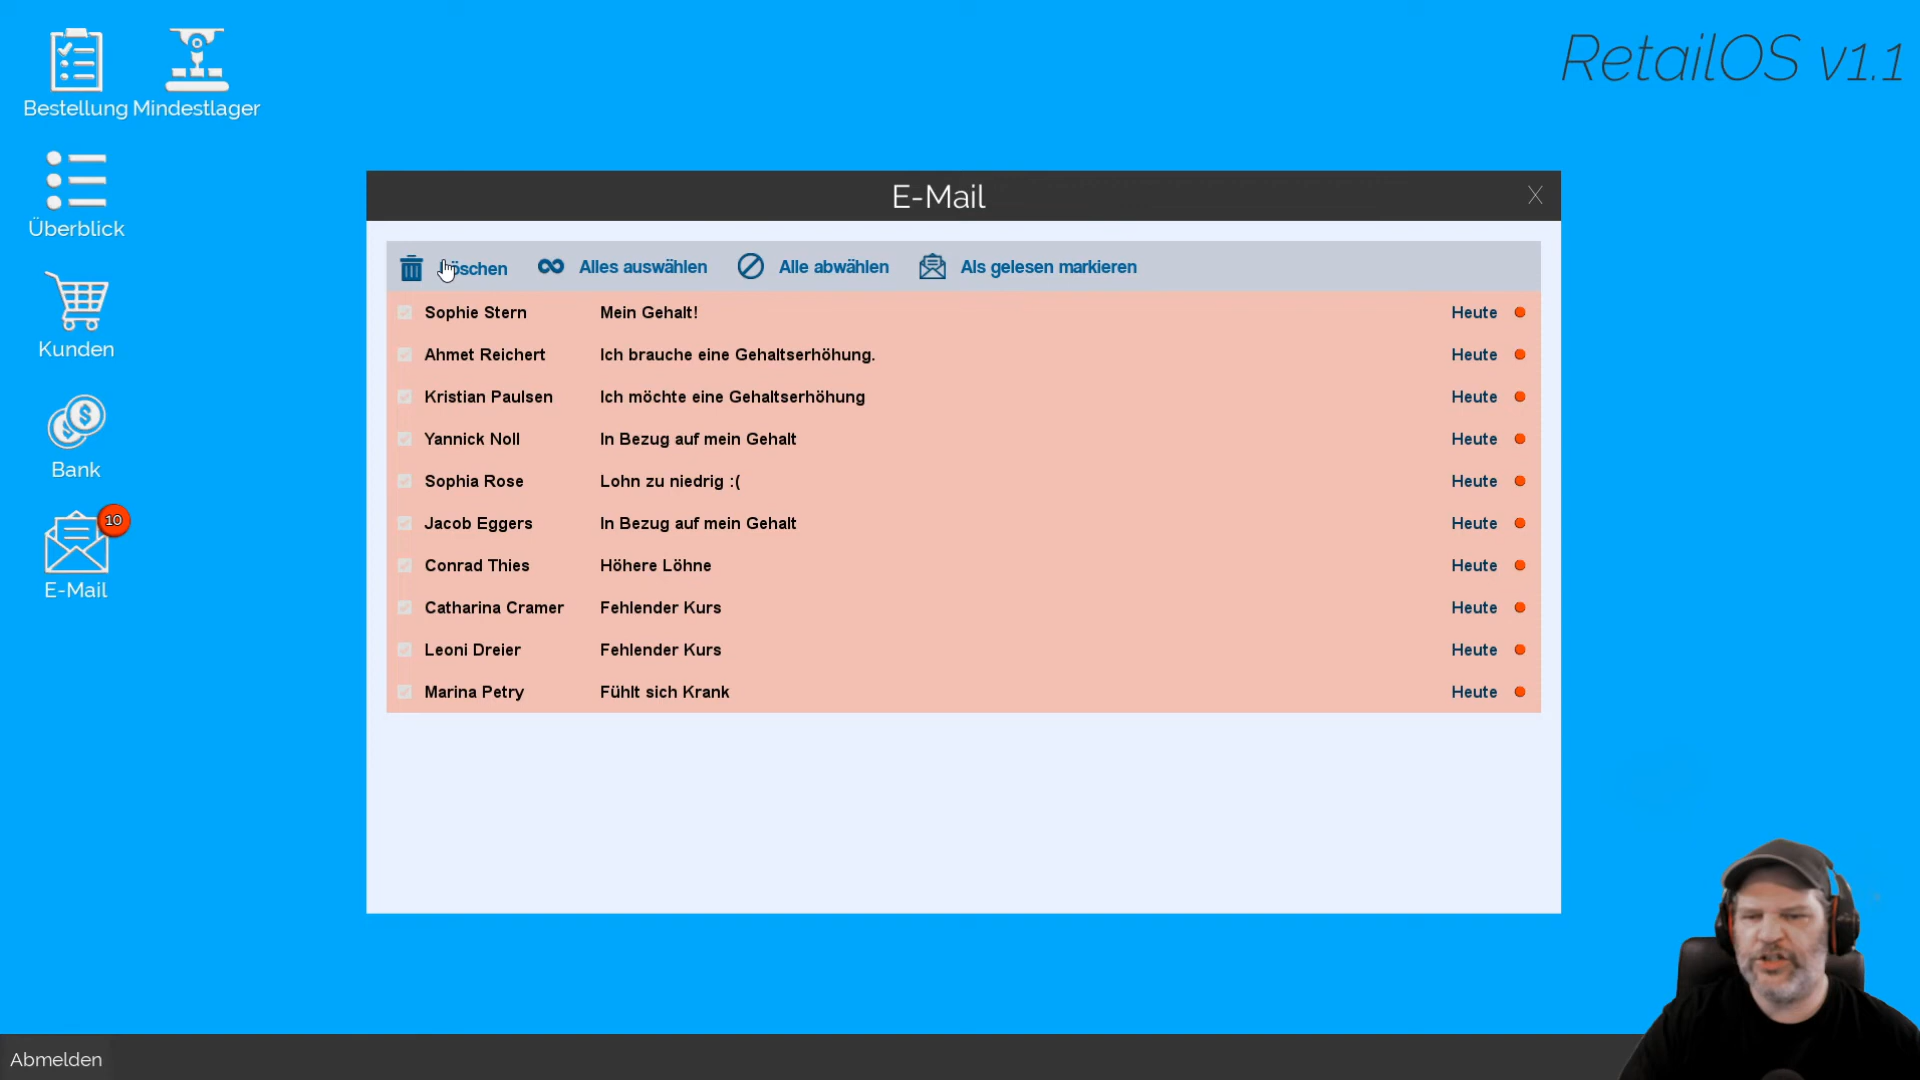 RetailOS v1.1
Bestellung
Mindestlager
Überblick
Kunden
Bank
10
E-Mail
E-Mail
X
Löschen
Alles auswählen
Alle abwählen
Als gelesen markieren
Sophie Stern Mein Gehalt! Heute
Ahmet Reichert Ich brauche eine Gehaltserhöhung. Heute
Kristian Paulsen Ich möchte eine Gehaltserhöhung Heute
Yannick Noll In Bezug auf mein Gehalt Heute
Sophia Rose Lohn zu niedrig :( Heute
Jacob Eggers In Bezug auf mein Gehalt Heute
Conrad Thies Höhere Löhne Heute
Catharina Cramer Fehlender Kurs Heute
Leoni Dreier Fehlender Kurs Heute
Marina Petry Fühlt sich Krank Heute
Abmelden